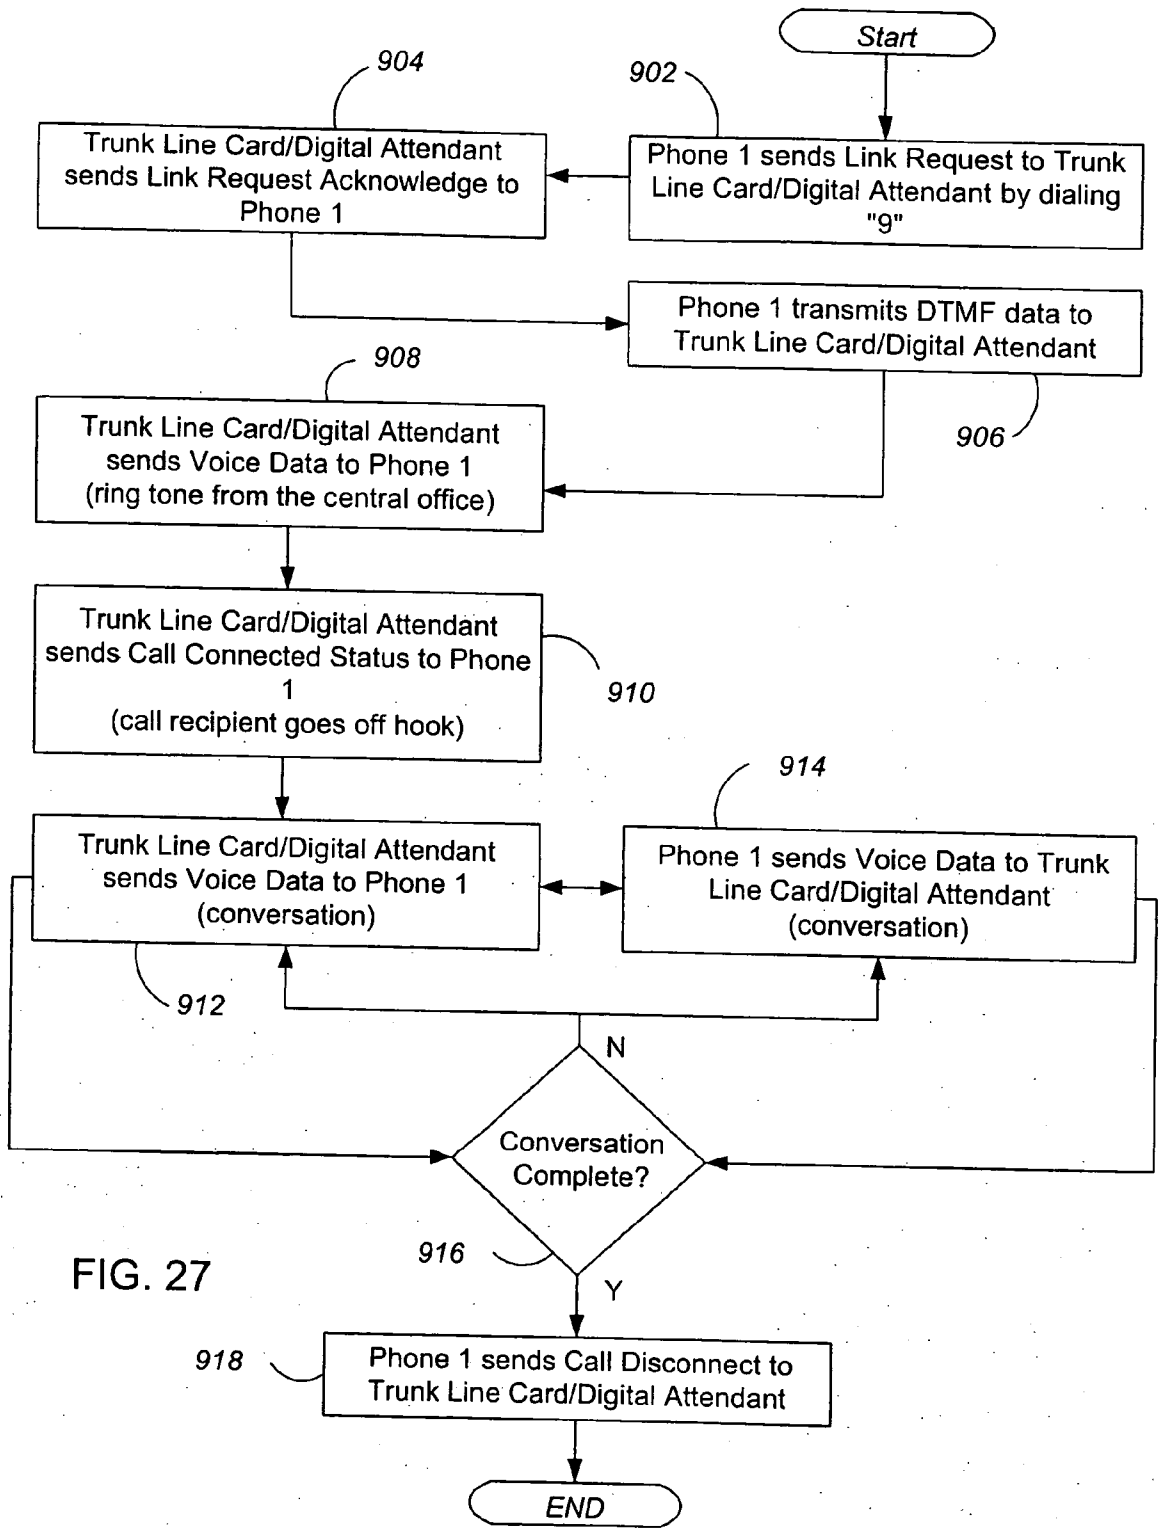 Start
904
902
Trunk Line Card/Digital Attendant
sends Link Request Acknowledge to
Phone 1
Phone 1 sends Link Request to Trunk
Line Card/Digital Attendant by dialing
"9"
Phone 1 transmits DTMF data to
Trunk Line Card/Digital Attendant
906
908
Trunk Line Card/Digital Attendant
sends Voice Data to Phone 1
(ring tone from the central office)
Trunk Line Card/Digital Attendant
sends Call Connected Status to Phone
1
(call recipient goes off hook)
910
914
Trunk Line Card/Digital Attendant
sends Voice Data to Phone 1
(conversation)
Phone 1 sends Voice Data to Trunk
Line Card/Digital Attendant
(conversation)
912
N
Conversation
Complete?
916
FIG. 27
Y
918
Phone 1 sends Call Disconnect to
Trunk Line Card/Digital Attendant
END